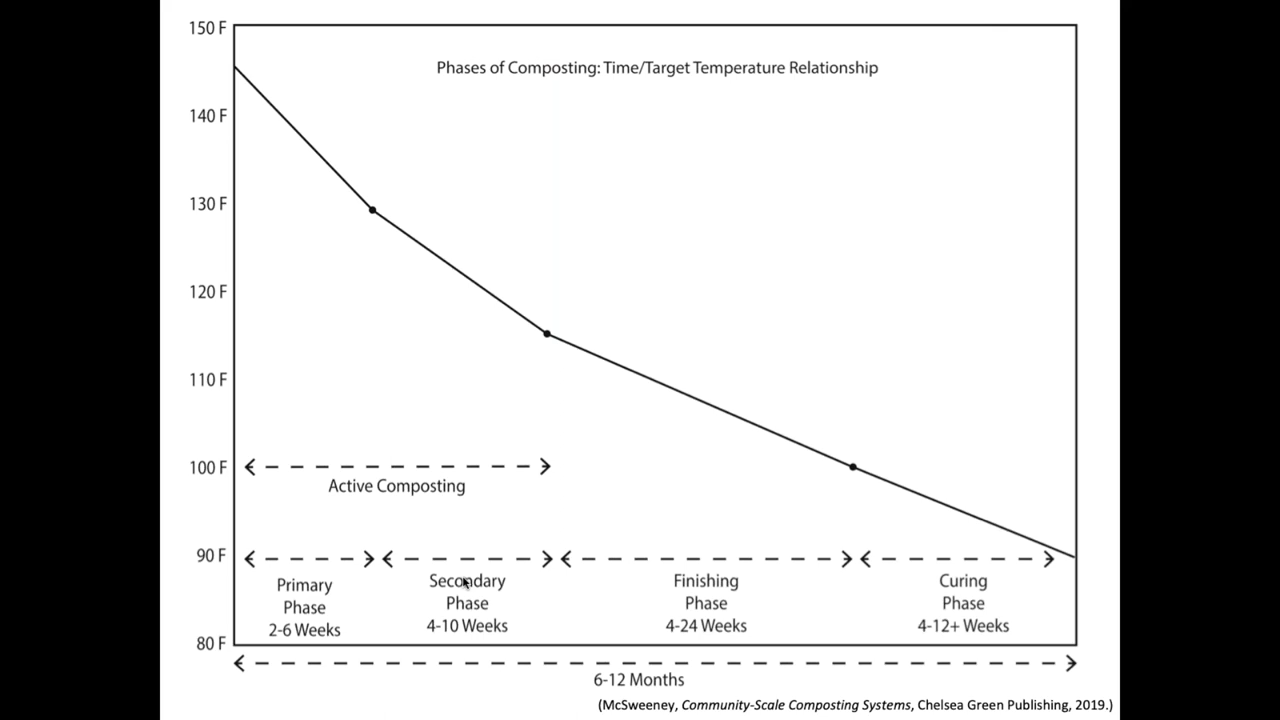 150 F
Phases of Composting: Time/Target Temperature Relationship
140 F
130 F
120 F
110 F
100 F
Active Composting
90 F
Primary
Phase
2-6 Weeks
Secondary
Phase
4-10 Weeks
Finishing
Phase
4-24 Weeks
Curing
Phase
4-12+ Weeks
80 F
6-12 Months
(McSweeney, Community-Scale Composting Systems, Chelsea Green Publishing, 2019.)